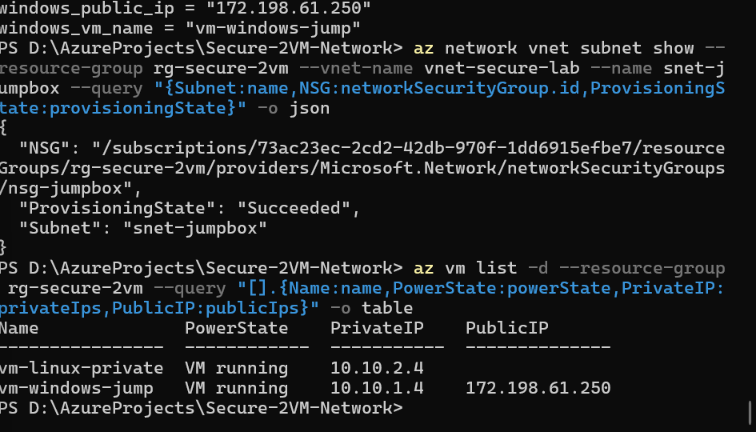 windows_public_ip = "172.198.61.250"
windows_vm_name = "vm-windows-jump"
PS D:\AzureProjects\Secure-2VM-Network> az network vnet subnet show --
resource-group rg-secure-2vm --vnet-name vnet-secure-lab --name snet-j
umpbox --query "{Subnet:name,NSG:networkSecurityGroup.id,ProvisioningS
tate:provisioningState}" -o json
{
  "NSG": "/subscriptions/73ac23ec-2cd2-42db-970f-1dd6915efbe7/resource
Groups/rg-secure-2vm/providers/Microsoft.Network/networkSecurityGroups
/nsg-jumpbox",
  "ProvisioningState": "Succeeded",
  "Subnet": "snet-jumpbox"
}
PS D:\AzureProjects\Secure-2VM-Network> az vm list -d --resource-group
 rg-secure-2vm --query "[].{Name:name,PowerState:powerState,PrivateIP:
privateIps,PublicIP:publicIps}" -o table
Name              PowerState    PrivateIP    PublicIP
----------------  ------------  -----------  --------------
vm-linux-private  VM running    10.10.2.4
vm-windows-jump   VM running    10.10.1.4    172.198.61.250
PS D:\AzureProjects\Secure-2VM-Network>